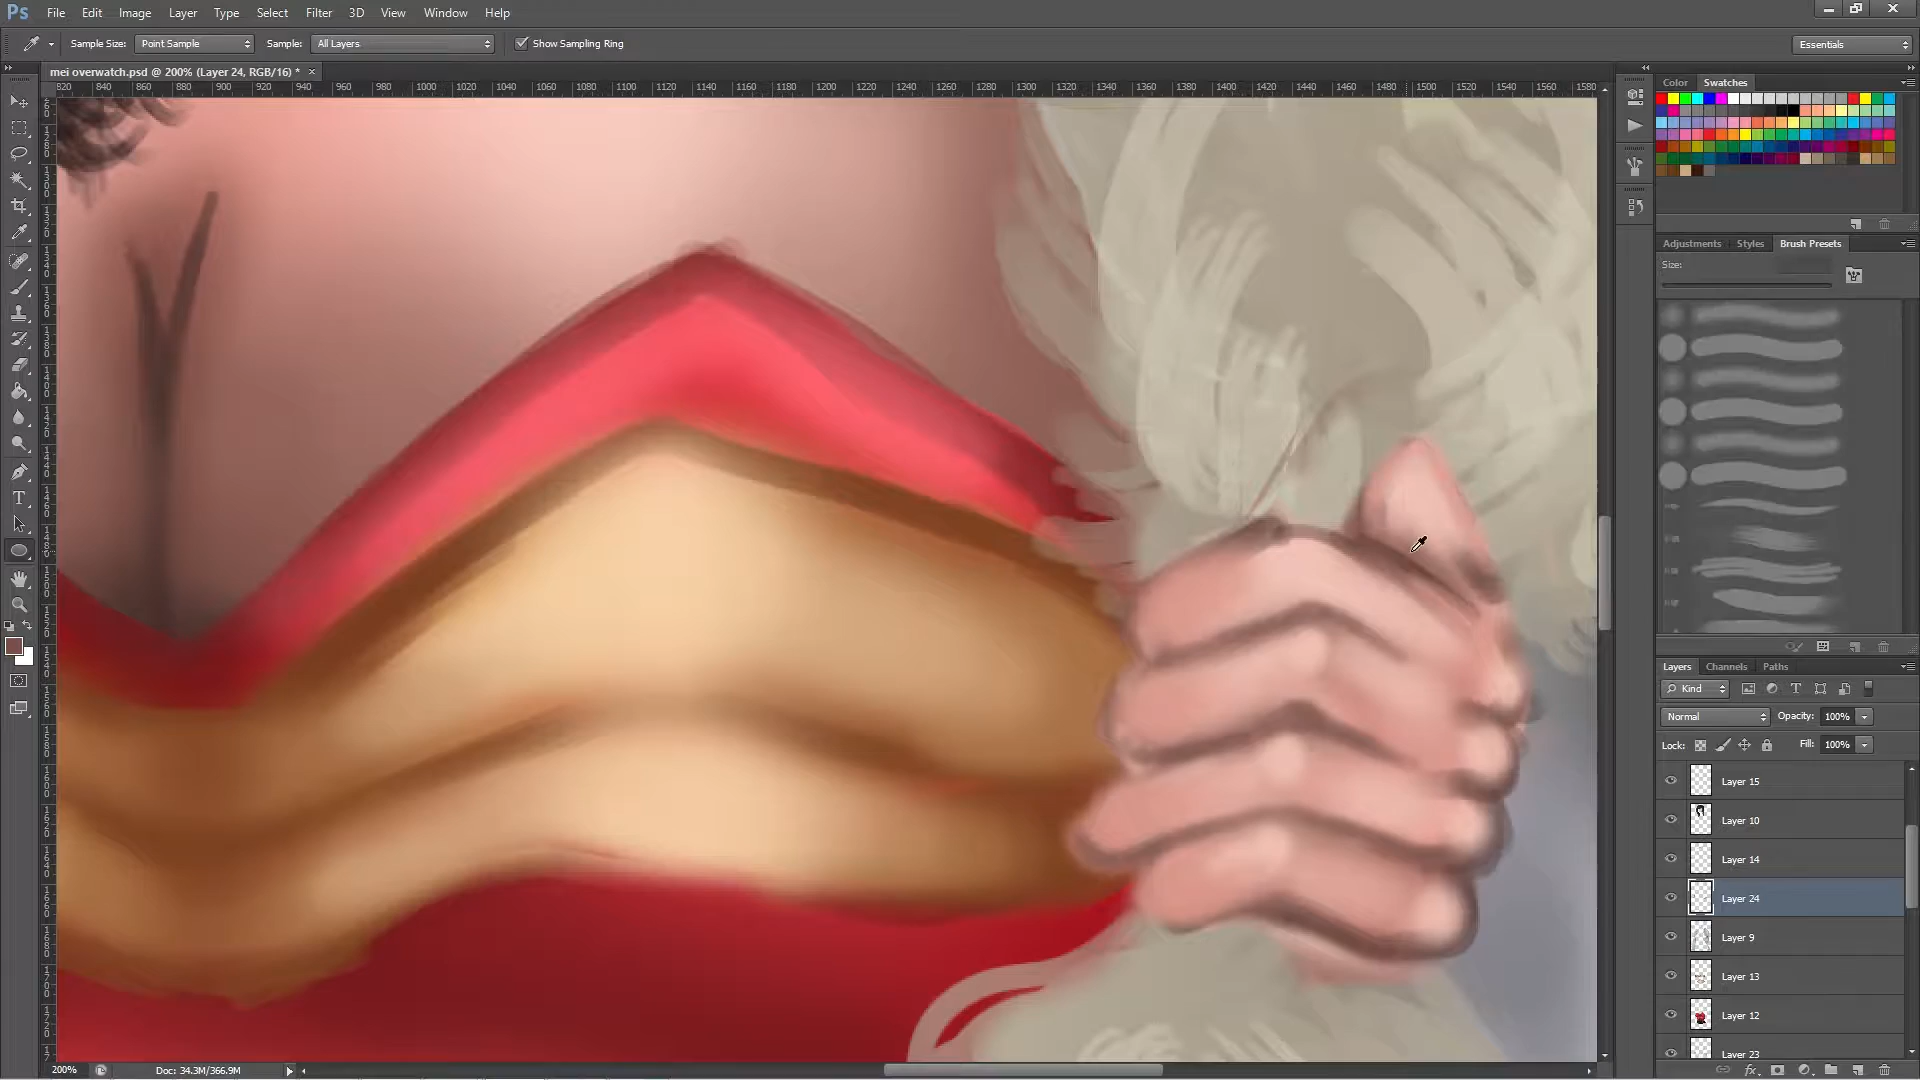 Ps File Edit Image Layer Type Select Filter 3D View Window Help
Sample Size: Point Sample Sample: All Layers Show Sampling Ring Essentials
mei overwatch.psd @ 200% (Layer 24, RGB/16) * ×
820 840 860 880 900 920 940 960 980 1000 1020 1040 1060 1080 1100 1120 1140 1160 1180 1200 1220 1240 1260 1280 1300 1320 1340 1360 1380 1400 1420 1440 1460 1480 1500 1520 1540 1560 1580
Color Swatches
Adjustments Styles Brush Presets
Size:
Layers Channels Paths
Kind
Normal Opacity: 100%
Lock: Fill: 100%
Layer 15
Layer 10
Layer 14
Layer 24
Layer 9
Layer 13
Layer 12
Layer 23
200% Doc: 34.3M/366.9M